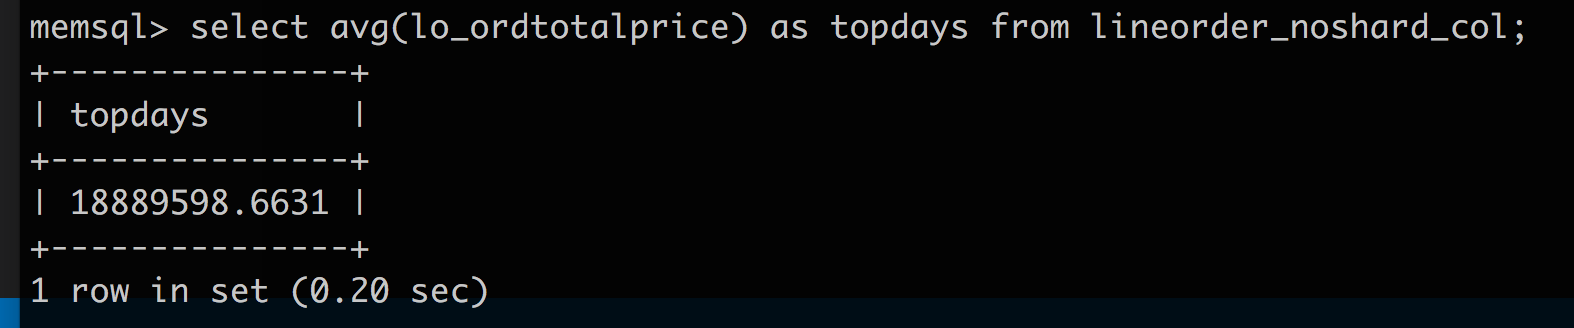 memsql> select avg(lo_ordtotalprice) as topdays from lineorder_noshard_col;
+---------------+
| topdays       |
+---------------+
| 18889598.6631 |
+---------------+
1 row in set (0.20 sec)